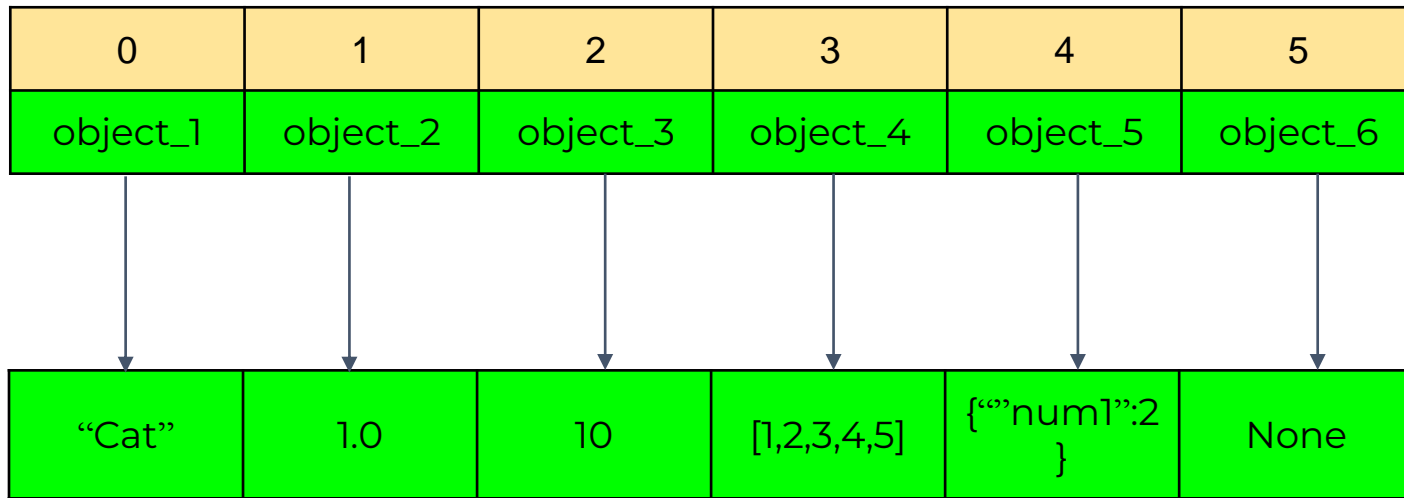 0 1 2 3 4 5
object_1 object_2 object_3 object_4 object_5 object_6
“Cat” 1.0 10 [1,2,3,4,5] {“”num1”:2
} None